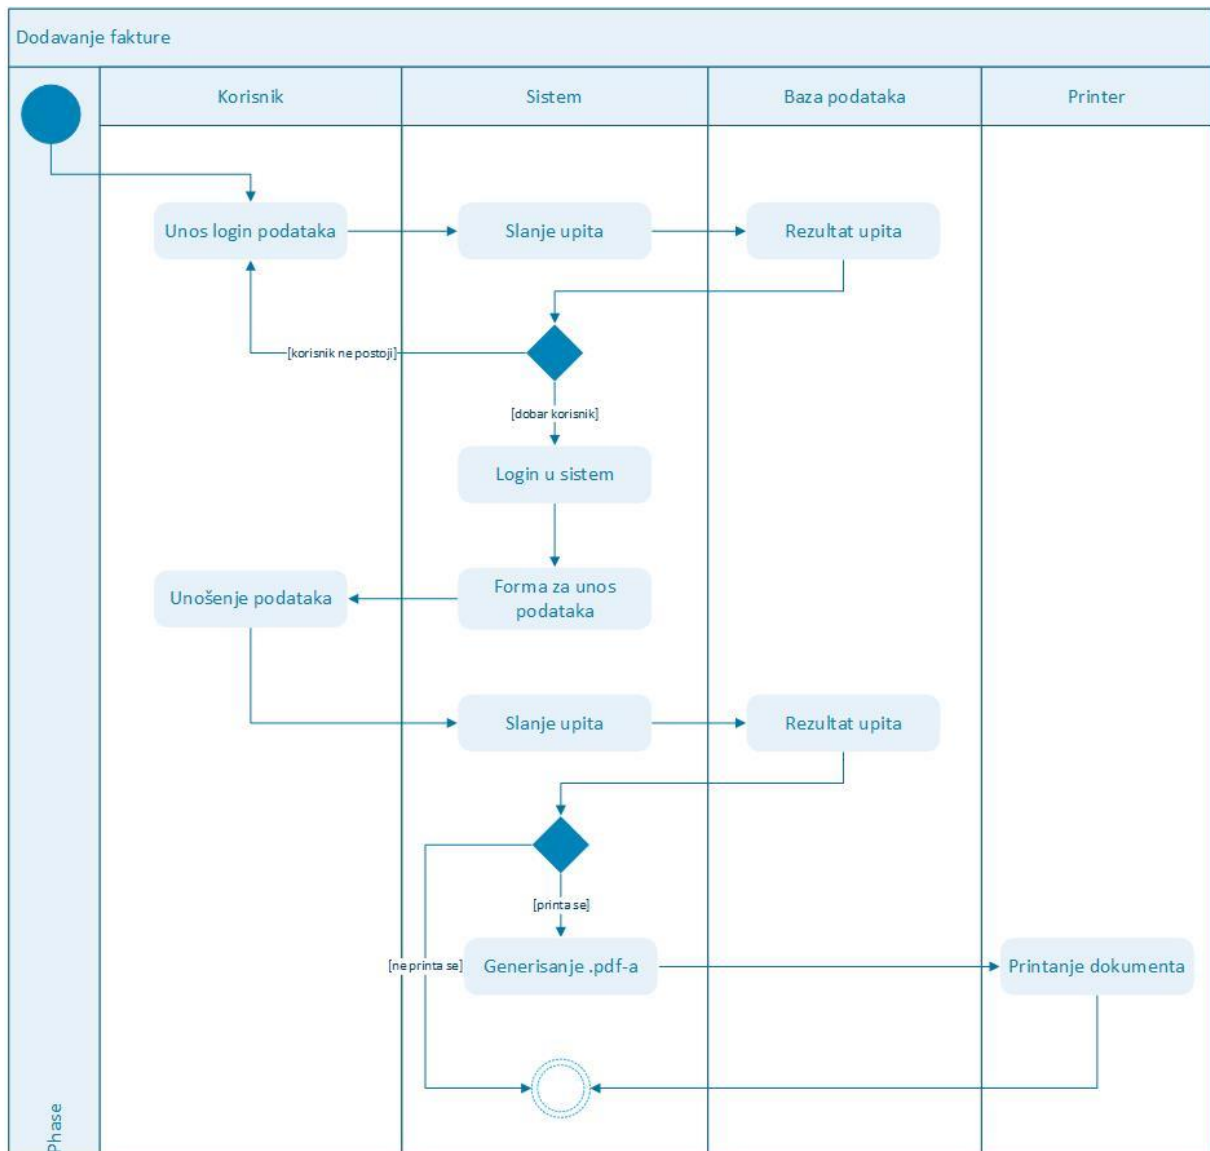 Dodavanje fakture
Korisnik
Sistem
Baza podataka
Printer
Unos login podataka
Slanje upita
Rezultat upita
[korisnik ne postoji]
[dobar korisnik]
Login u sistem
Unošenje podataka
Forma za unos
podataka
Slanje upita
Rezultat upita
[printa se]
[ne printa se]
Generisanje .pdf-a
Printanje dokumenta
Phase